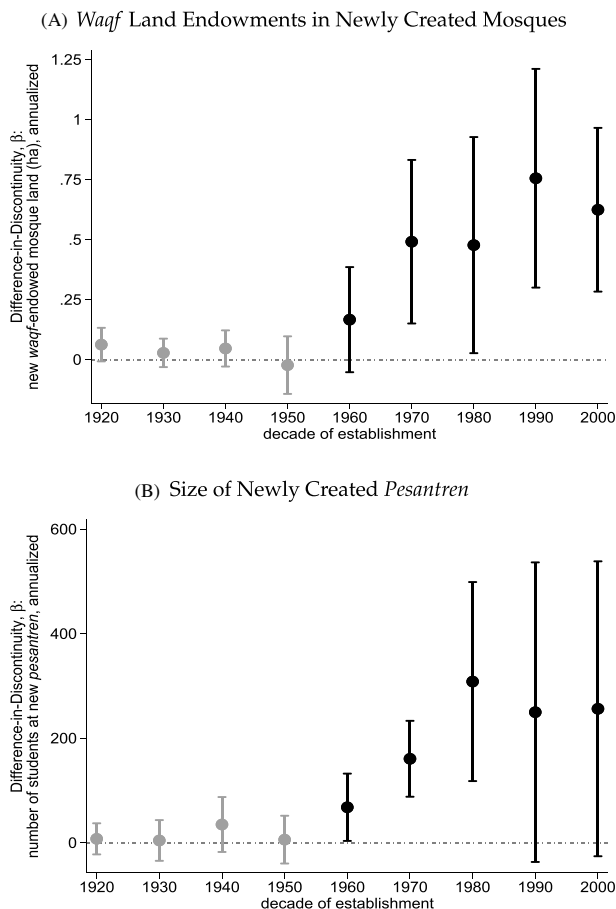 (A) Waqf Land Endowments in Newly Created Mosques
Difference-in-Discontinuity, β:
new waqf-endowed mosque land (ha), annualized
1.25
1
.75
.5
.25
0
1920 1930 1940 1950 1960 1970 1980 1990 2000
decade of establishment
(B) Size of Newly Created Pesantren
Difference-in-Discontinuity, β:
number of students at new pesantren, annualized
600
400
200
0
1920 1930 1940 1950 1960 1970 1980 1990 2000
decade of establishment